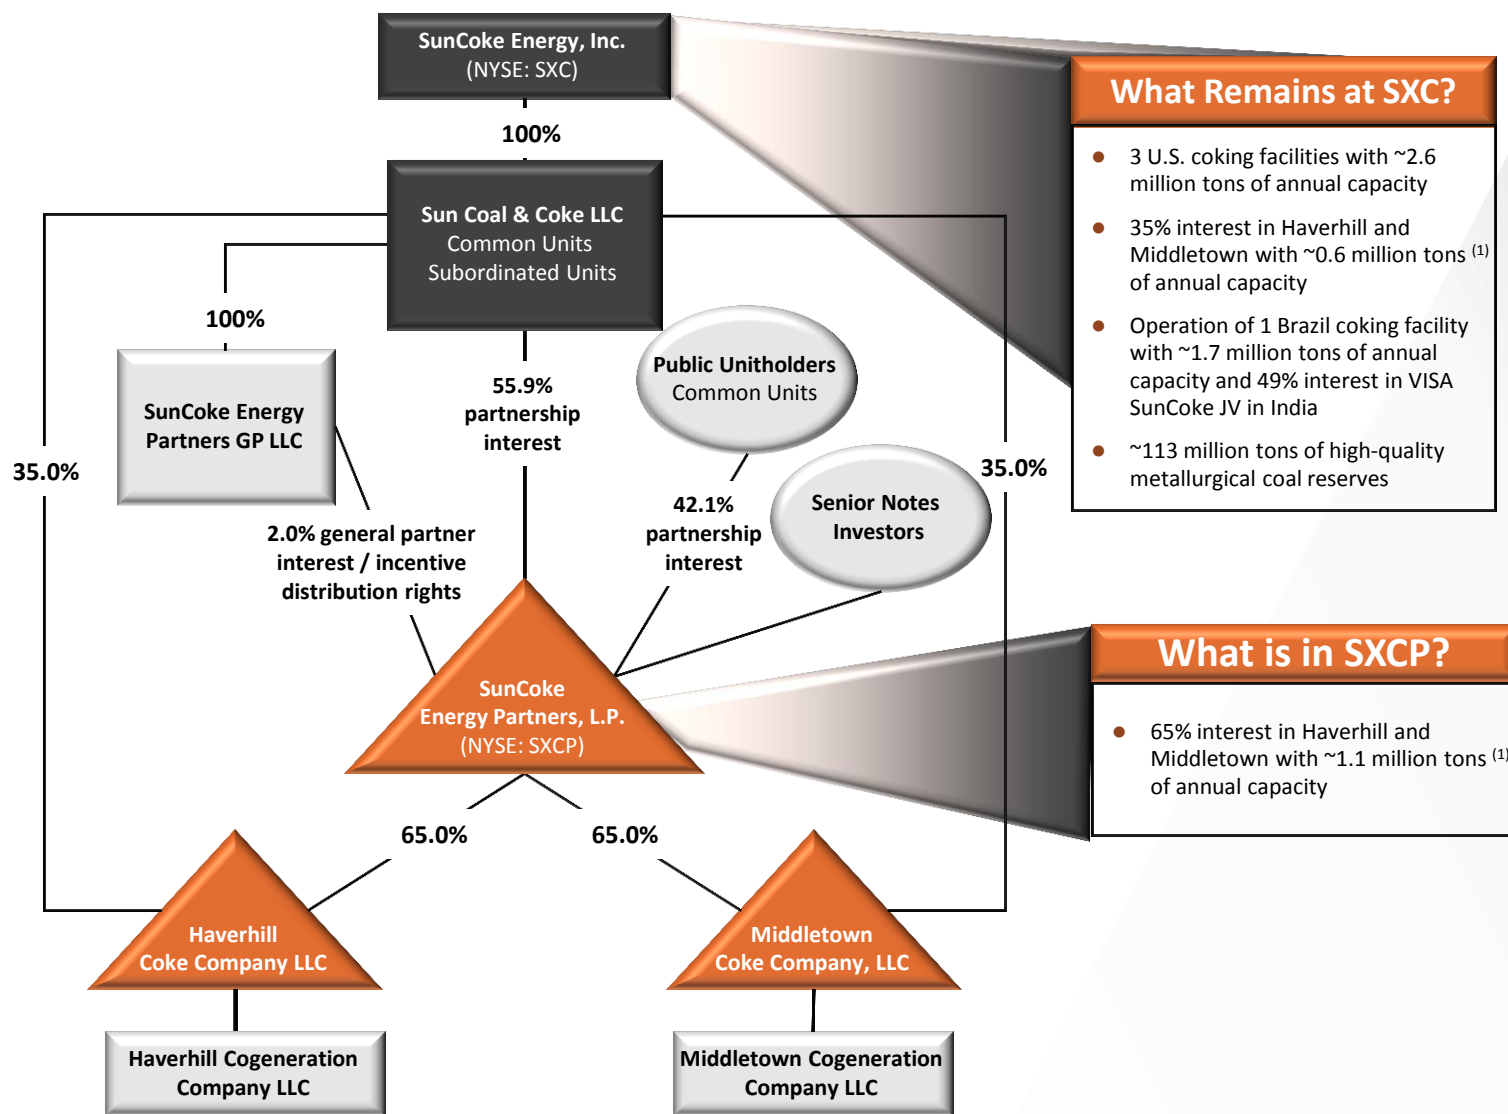 SunCoke Energy, Inc.
(NYSE: SXC)
100%
Sun Coal & Coke LLC
Common Units
Subordinated Units
100%
SunCoke Energy
Partners GP LLC
35.0%
55.9%
partnership
interest
Public Unitholders
Common Units
42.1%
partnership
interest
Senior Notes
Investors
35.0%
2.0% general partner
interest / incentive
distribution rights
SunCoke
Energy Partners, L.P.
(NYSE: SXCP)
65.0%
65.0%
Haverhill
Coke Company LLC
Middletown
Coke Company, LLC
Haverhill Cogeneration
Company LLC
Middletown Cogeneration
Company LLC
What Remains at SXC?
● 3 U.S. coking facilities with ~2.6
million tons of annual capacity
● 35% interest in Haverhill and
Middletown with ~0.6 million tons (1)
of annual capacity
● Operation of 1 Brazil coking facility
with ~1.7 million tons of annual
capacity and 49% interest in VISA
SunCoke JV in India
● ~113 million tons of high-quality
metallurgical coal reserves
What is in SXCP?
● 65% interest in Haverhill and
Middletown with ~1.1 million tons (1)
of annual capacity